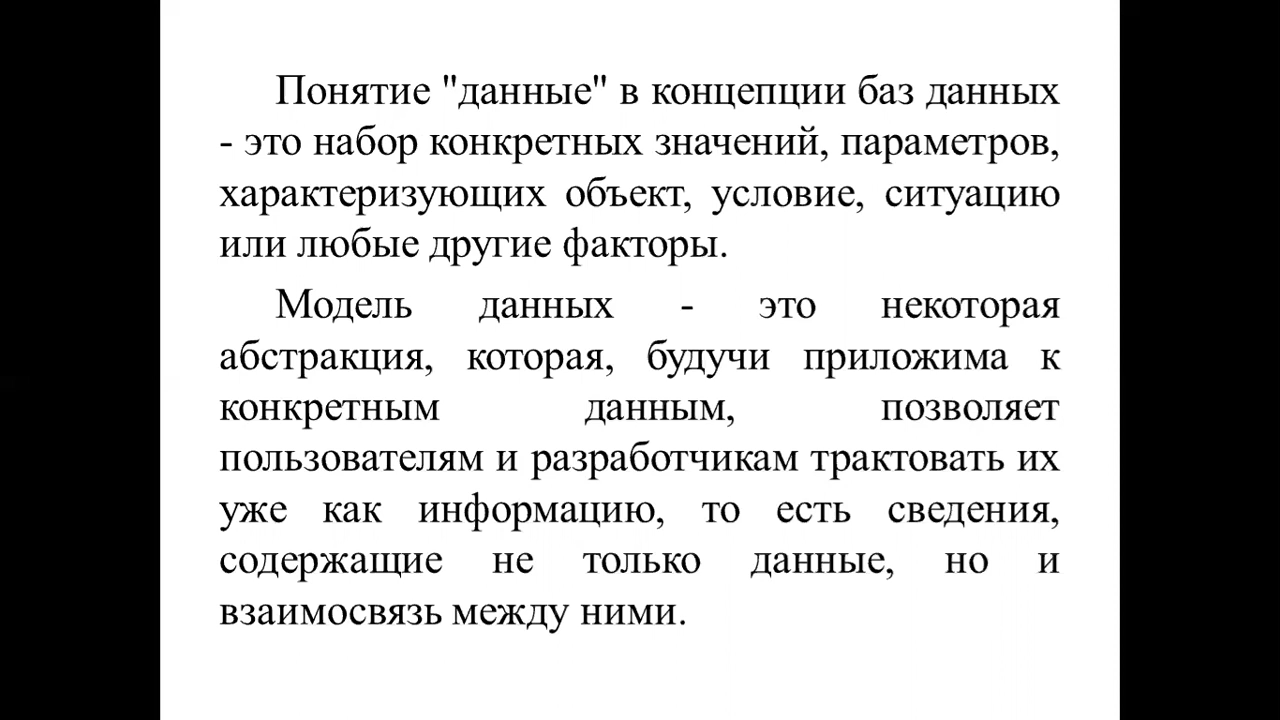 Понятие "данные" в концепции баз данных
- это набор конкретных значений, параметров,
характеризующих объект, условие, ситуацию
или любые другие факторы.
Модель данных - это некоторая
абстракция, которая, будучи приложима к
конкретным данным, позволяет
пользователям и разработчикам трактовать их
уже как информацию, то есть сведения,
содержащие не только данные, но и
взаимосвязь между ними.